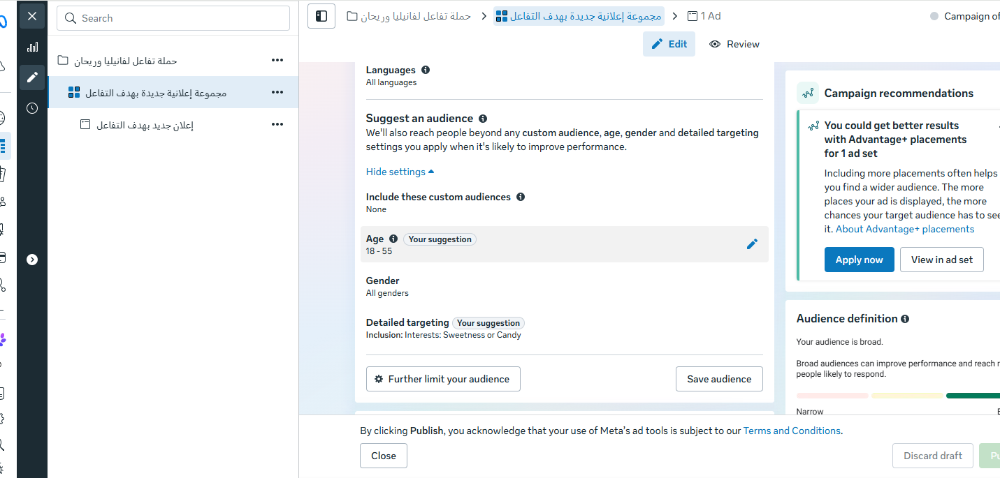 Search
حملة تفاعل لفانيليا وريحان
مجموعة إعلانية جديدة بهدف التفاعل
إعلان جديد بهدف التفاعل
حملة تفاعل لفانيليا وريحان
مجموعة إعلانية جديدة بهدف التفاعل
1 Ad
Campaign of
Edit
Review
Languages
All languages
Suggest an audience
We'll also reach people beyond any custom audience, age, gender and detailed targeting
settings you apply when it's likely to improve performance.
Hide settings
Include these custom audiences
None
Age Your suggestion
18 - 55
Gender
All genders
Detailed targeting Your suggestion
Inclusion: Interests: Sweetness or Candy
Further limit your audience
Save audience
Campaign recommendations
You could get better results
with Advantage+ placements
for 1 ad set
Including more placements often helps
you find a wider audience. The more
places your ad is displayed, the more
chances your target audience has to see
it. About Advantage+ placements
Apply now
View in ad set
Audience definition
Your audience is broad.
Broad audiences can improve performance and reach
people likely to respond.
Narrow
By clicking Publish, you acknowledge that your use of Meta's ad tools is subject to our Terms and Conditions.
Close
Discard draft